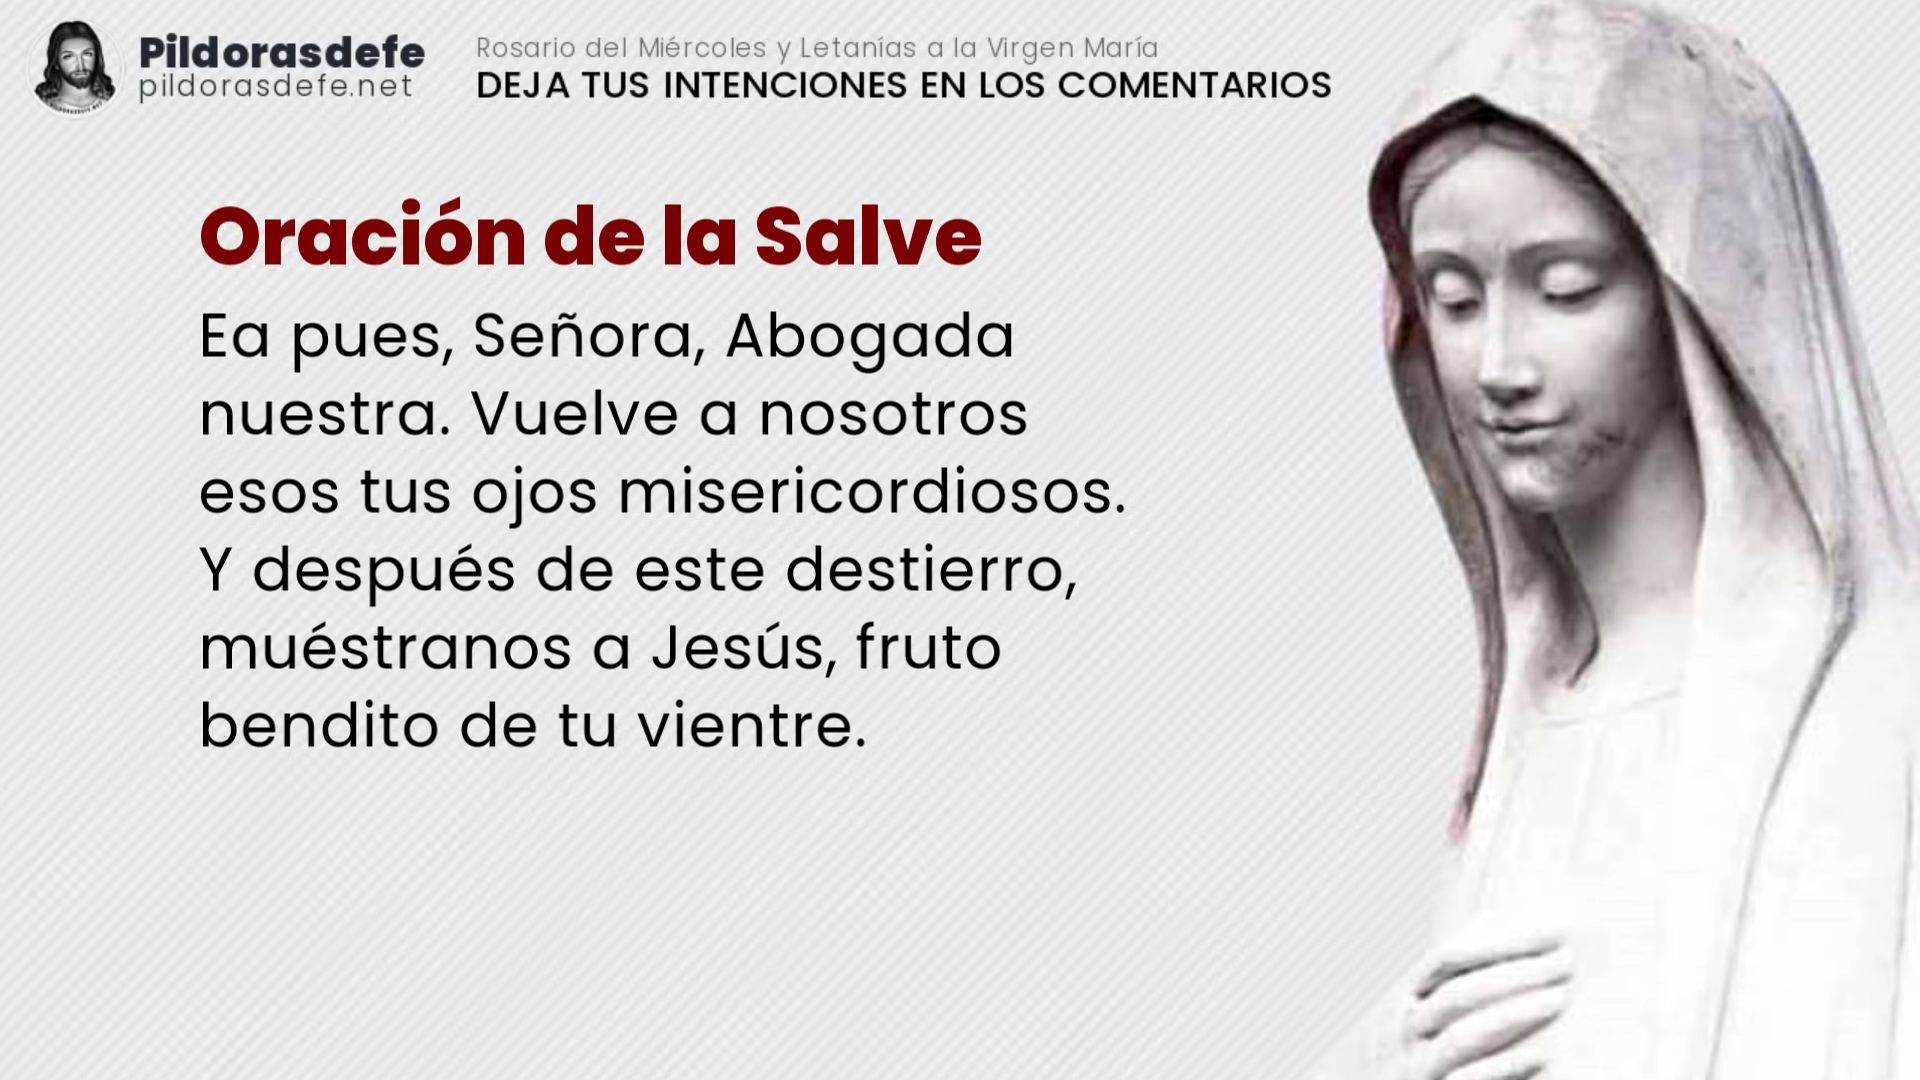 Pildorasdefe
pildorasdefe.net
Rosario del Miércoles y Letanías a la Virgen María
DEJA TUS INTENCIONES EN LOS COMENTARIOS
Oración de la Salve
Ea pues, Señora, Abogada
nuestra. Vuelve a nosotros
esos tus ojos misericordiosos.
Y después de este destierro,
muéstranos a Jesús, fruto
bendito de tu vientre.